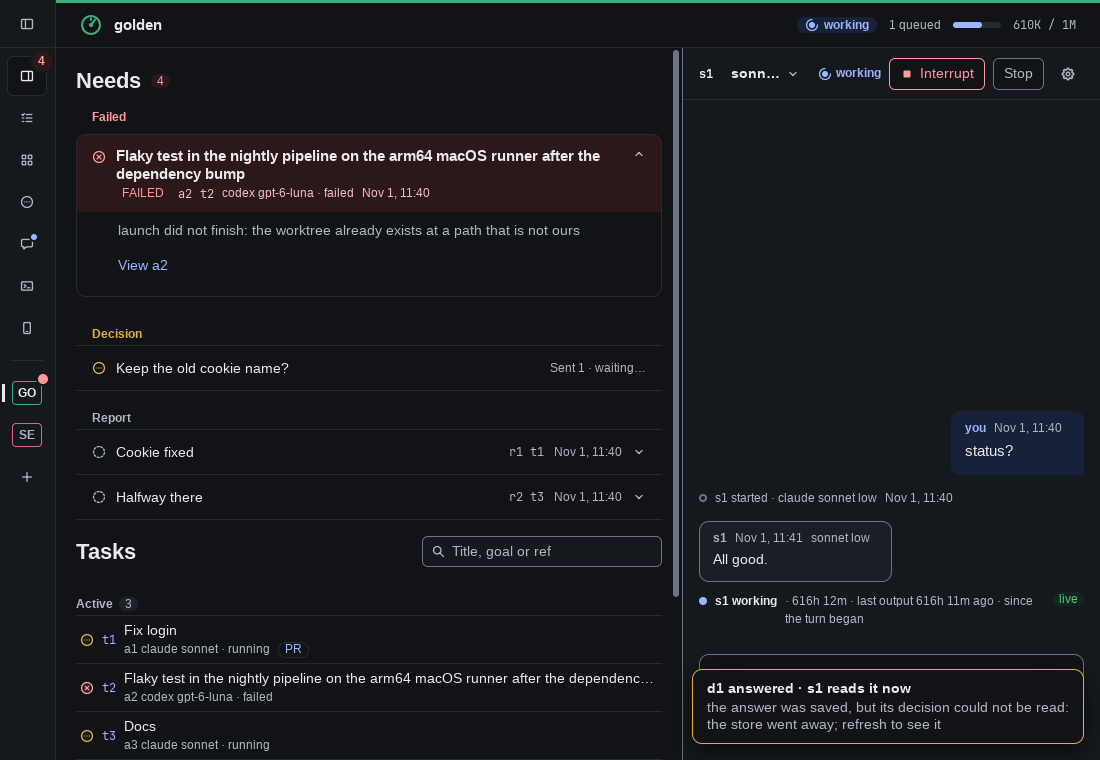 golden
working
1 queued
610K / 1M
4
Needs 4
Failed
Flaky test in the nightly pipeline on the arm64 macOS runner after the
dependency bump
FAILED a2 t2 codex gpt-6-luna · failed Nov 1, 11:40
launch did not finish: the worktree already exists at a path that is not ours
View a2
Decision
Keep the old cookie name?
Sent 1 · waiting…
Report
Cookie fixed
r1 t1 Nov 1, 11:40
Halfway there
r2 t3 Nov 1, 11:40
Tasks
Title, goal or ref
Active 3
t1 Fix login
a1 claude sonnet · running PR
t2 Flaky test in the nightly pipeline on the arm64 macOS runner after the dependenc…
a2 codex gpt-6-luna · failed
t3 Docs
a3 claude sonnet · running
GO
SE
s1 sonn… working Interrupt Stop
you Nov 1, 11:40
status?
s1 started · claude sonnet low Nov 1, 11:40
s1 Nov 1, 11:41 sonnet low
All good.
s1 working · 616h 12m · last output 616h 11m ago · since
the turn began
live
d1 answered · s1 reads it now
the answer was saved, but its decision could not be read:
the store went away; refresh to see it